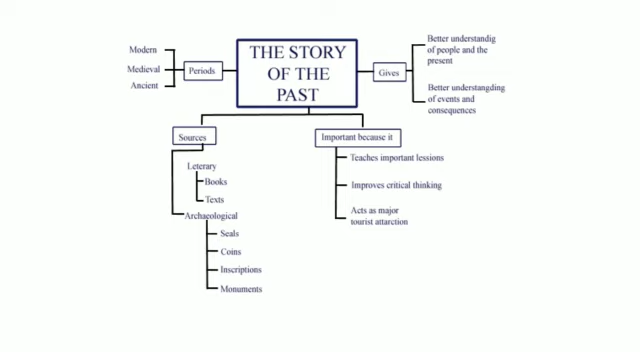 THE STORY
OF THE
PAST
Periods
Modern
Medieval
Ancient
Gives
Better understandig
of people and the
present
Better understangding
of events and
consequences
Sources
Leterary
Books
Texts
Archaeological
Seals
Coins
Inscriptions
Monuments
Important because it
Teaches important lessions
Improves critical thinking
Acts as major
tourist attarction